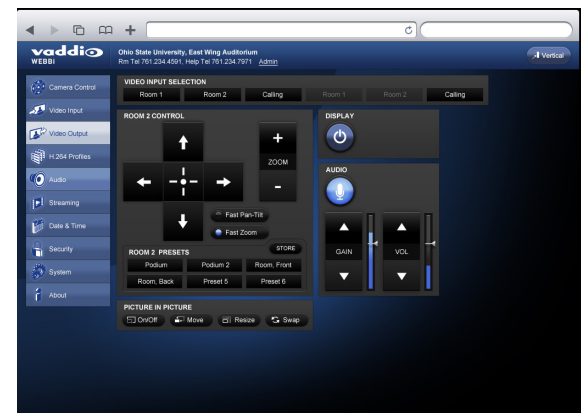 vaddio
WEBBi
Ohio State University, East Wing Auditorium
Rm Tel 761.234.4591, Help Tel 761.234.7971 Admin
Vertical
Camera Control
Video Input
Video Output
H.264 Profiles
Audio
Streaming
Date & Time
Security
System
About
VIDEO INPUT SELECTION
Room 1 Room 2 Calling Room 1 Room 2 Calling
ROOM 2 CONTROL
+
ZOOM
-
Fast Pan-Tilt
Fast Zoom
ROOM 2 PRESETS STORE
Podium Podium 2 Room, Front
Room, Back Preset 5 Preset 6
PICTURE IN PICTURE
On/Off Move Resize Swap
DISPLAY
AUDIO
GAIN VOL